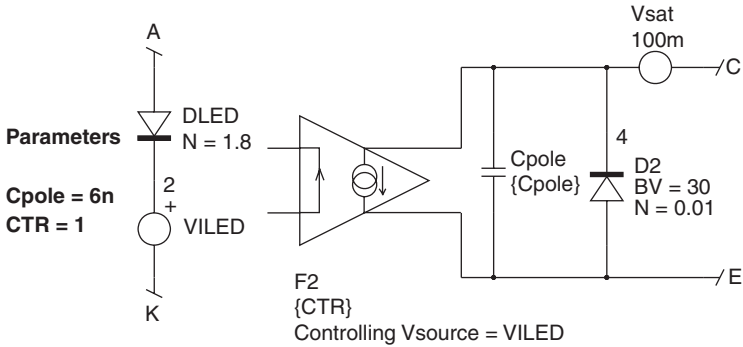 Vsat
100m
A
C
DLED
N = 1.8
Parameters
4
Cpole
{Cpole}
D2
BV = 30
N = 0.01
2
+
Cpole = 6n
CTR = 1
VILED
E
K
F2
{CTR}
Controlling Vsource = VILED